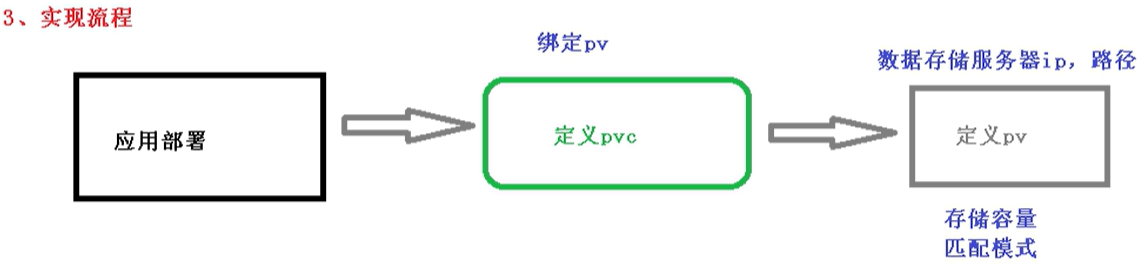 3、实现流程
绑定pv
数据存储服务器ip，路径
应用部署
定义pvc
定义pv
存储容量
匹配模式